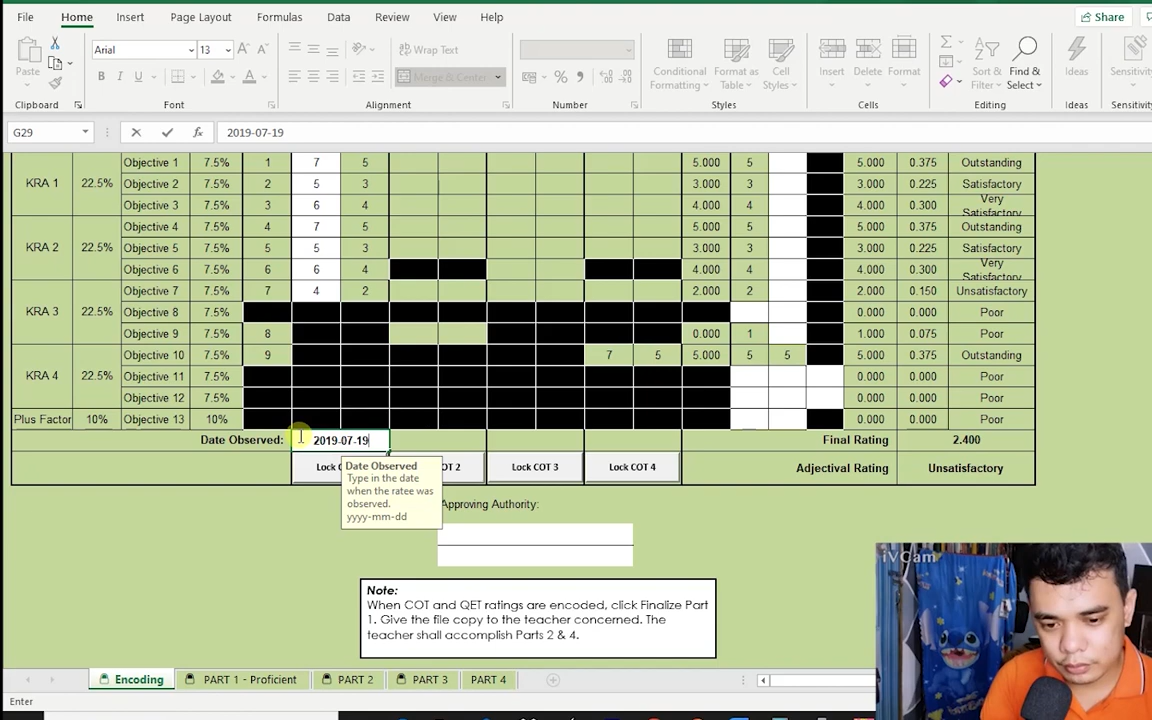 File Home Insert Page Layout Formulas Data Review View Help Share
Arial 13 Wrap Text
Paste B I U Merge & Center Conditional Formatting Format as Table Cell Styles Insert Delete Format Sort & Filter Find & Select Ideas Sensitivity
Clipboard Font Alignment Number Styles Cells Editing Ideas Sensitivity
G29 fx 2019-07-19
KRA 1 22.5% Objective 1 7.5% 1 7 5 5.000 5 5.000 0.375 Outstanding
Objective 2 7.5% 2 5 3 3.000 3 3.000 0.225 Satisfactory
Objective 3 7.5% 3 6 4 4.000 4 4.000 0.300 Very Satisfactory
KRA 2 22.5% Objective 4 7.5% 4 7 5 5.000 5 5.000 0.375 Outstanding
Objective 5 7.5% 5 5 3 3.000 3 3.000 0.225 Satisfactory
Objective 6 7.5% 6 6 4 4.000 4 4.000 0.300 Very Satisfactory
KRA 3 22.5% Objective 7 7.5% 7 4 2 2.000 2 2.000 0.150 Unsatisfactory
Objective 8 7.5% 0.000 0.000 Poor
Objective 9 7.5% 8 0.000 1 1.000 0.075 Poor
KRA 4 22.5% Objective 10 7.5% 9 7 5 5.000 5 5 5.000 0.375 Outstanding
Objective 11 7.5% 0.000 0.000 Poor
Objective 12 7.5% 0.000 0.000 Poor
Plus Factor 10% Objective 13 10% 0.000 0.000 Poor
Date Observed: 2019-07-19 Final Rating 2.400
Lock COT 2 Lock COT 3 Lock COT 4 Adjectival Rating Unsatisfactory
Date Observed
Type in the date
when the ratee was
observed.
yyyy-mm-dd
Approving Authority:
Note:
When COT and QET ratings are encoded, click Finalize Part
1. Give the file copy to the teacher concerned. The
teacher shall accomplish Parts 2 & 4.
iVCam
Encoding PART 1 - Proficient PART 2 PART 3 PART 4
Enter